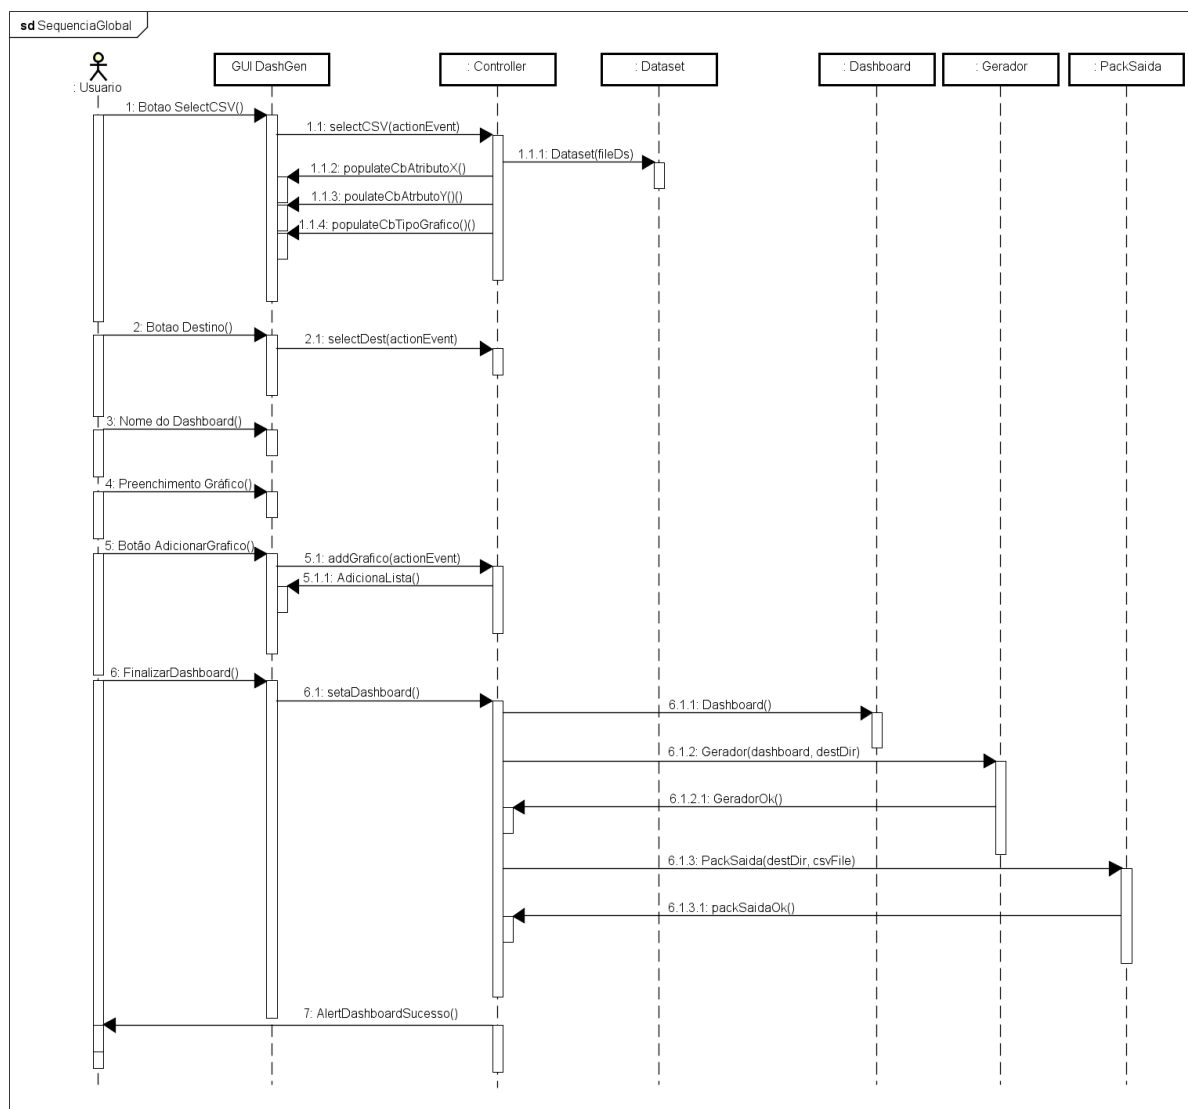 sd SequenciaGlobal
: Usuario
GUI DashGen
: Controller
: Dataset
: Dashboard
: Gerador
: PackSaida
1: Botao SelectCSV()
1.1: selectCSV(actionEvent)
1.1.1: Dataset(fileDs)
1.1.2: populateCbAtributoX()
1.1.3: poulateCbAtrbutoY()()
1.1.4: populateCbTipoGrafico()()
2: Botao Destino()
2.1: selectDest(actionEvent)
3: Nome do Dashboard()
4: Preenchimento Gráfico()
5: Botão AdicionarGrafico()
5.1: addGrafico(actionEvent)
5.1.1: AdicionaLista()
6: FinalizarDashboard()
6.1: setaDashboard()
6.1.1: Dashboard()
6.1.2: Gerador(dashboard, destDir)
6.1.2.1: GeradorOk()
6.1.3: PackSaida(destDir, csvFile)
6.1.3.1: packSaidaOk()
7: AlertDashboardSucesso()